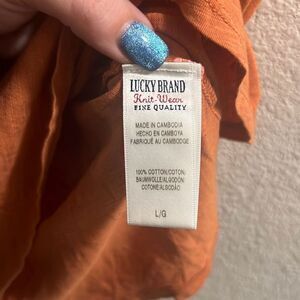 LUCKY BRAND
Knit-Wear
FINE QUALITY
MADE IN CAMBODIA
HECHO EN CAMBOYA
FABRIQUÉ AU CAMBODGE
100% COTTON/COTON/
BAUMWOLLE/ALGODON/
COTONE/ALGODÃO
L/G